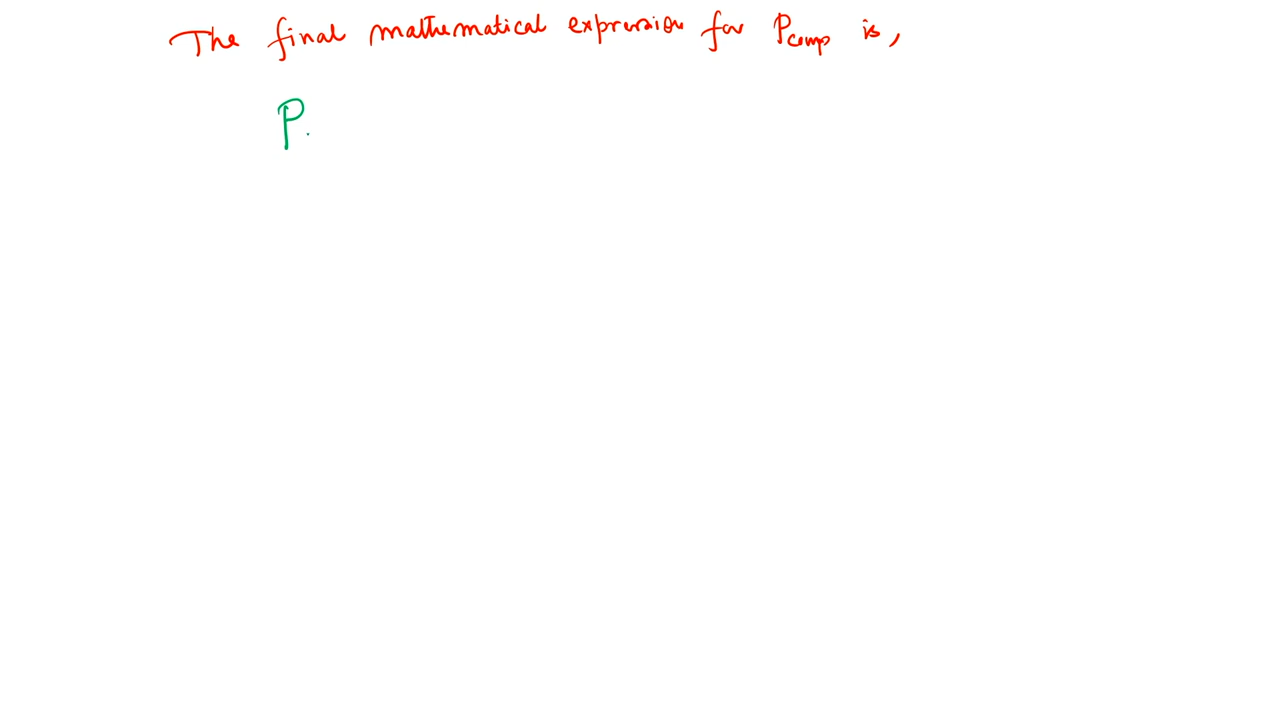 The final mathematical expression for Pcomp is,
P.